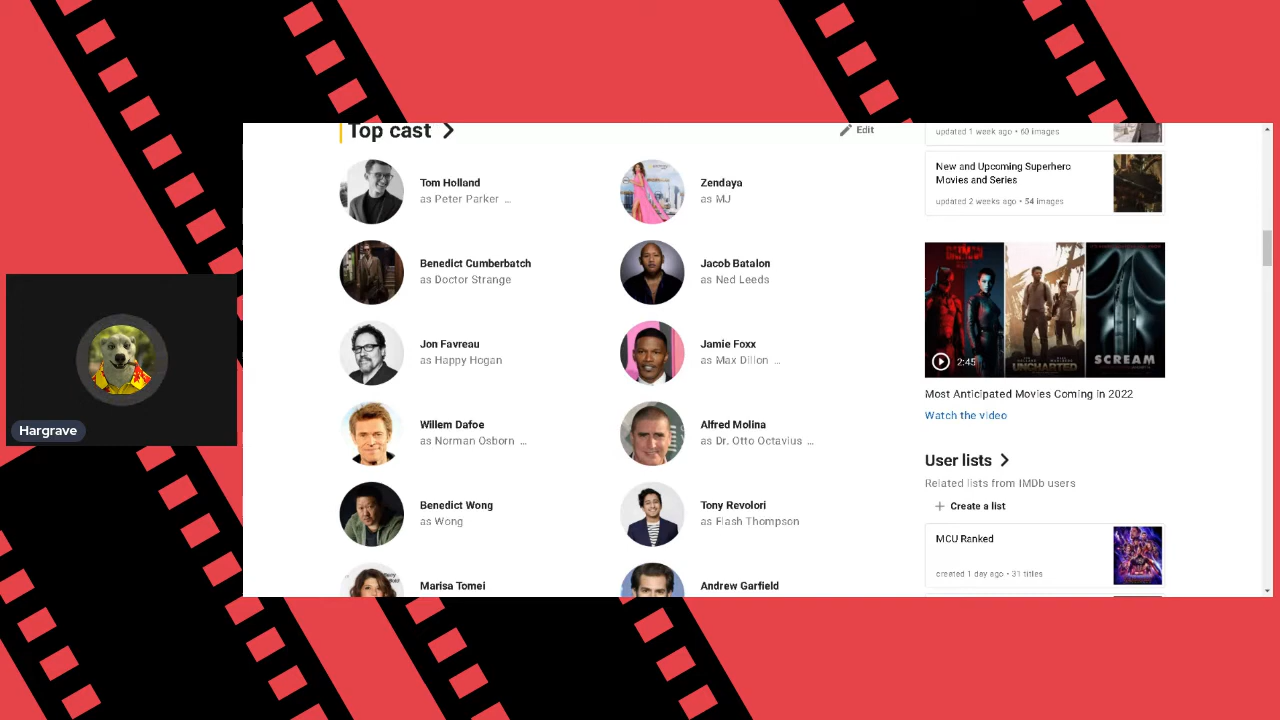 Top cast
Edit
Tom Holland
as Peter Parker ...
Zendaya
as MJ
Benedict Cumberbatch
as Doctor Strange
Jacob Batalon
as Ned Leeds
Jon Favreau
as Happy Hogan
Jamie Foxx
as Max Dillon ...
Willem Dafoe
as Norman Osborn ...
Alfred Molina
as Dr. Otto Octavius ...
Benedict Wong
as Wong
Tony Revolori
as Flash Thompson
Marisa Tomei
Andrew Garfield
updated 1 week ago • 60 images
New and Upcoming Superhero
Movies and Series
updated 2 weeks ago • 54 images
UNCHARTED
SCREAM
2:45
Most Anticipated Movies Coming in 2022
Watch the video
User lists
Related lists from IMDb users
+ Create a list
MCU Ranked
created 1 day ago • 31 titles
Hargrave